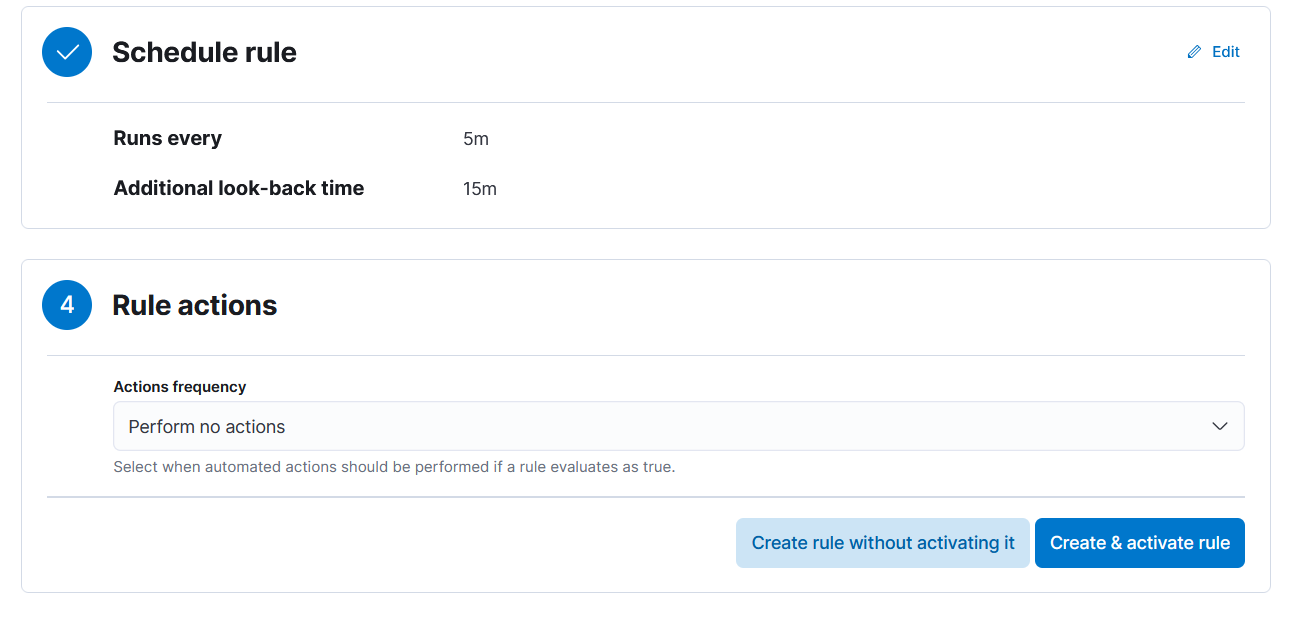 Schedule rule
Edit
Runs every 5m
Additional look-back time 15m
4 Rule actions
Actions frequency
Perform no actions
Select when automated actions should be performed if a rule evaluates as true.
Create rule without activating it Create & activate rule